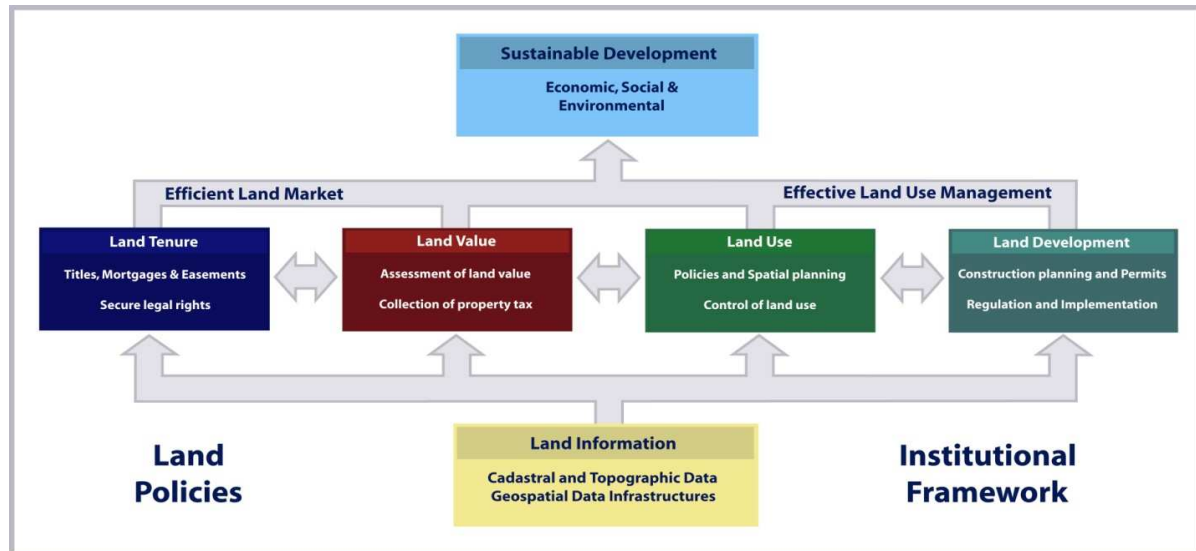 Sustainable Development
Economic, Social &
Environmental
Efficient Land Market
Effective Land Use Management
Land Tenure
Titles, Mortgages & Easements
Secure legal rights
Land Value
Assessment of land value
Collection of property tax
Land Use
Policies and Spatial planning
Control of land use
Land Development
Construction planning and Permits
Regulation and Implementation
Land
Policies
Land Information
Cadastral and Topographic Data
Geospatial Data Infrastructures
Institutional
Framework